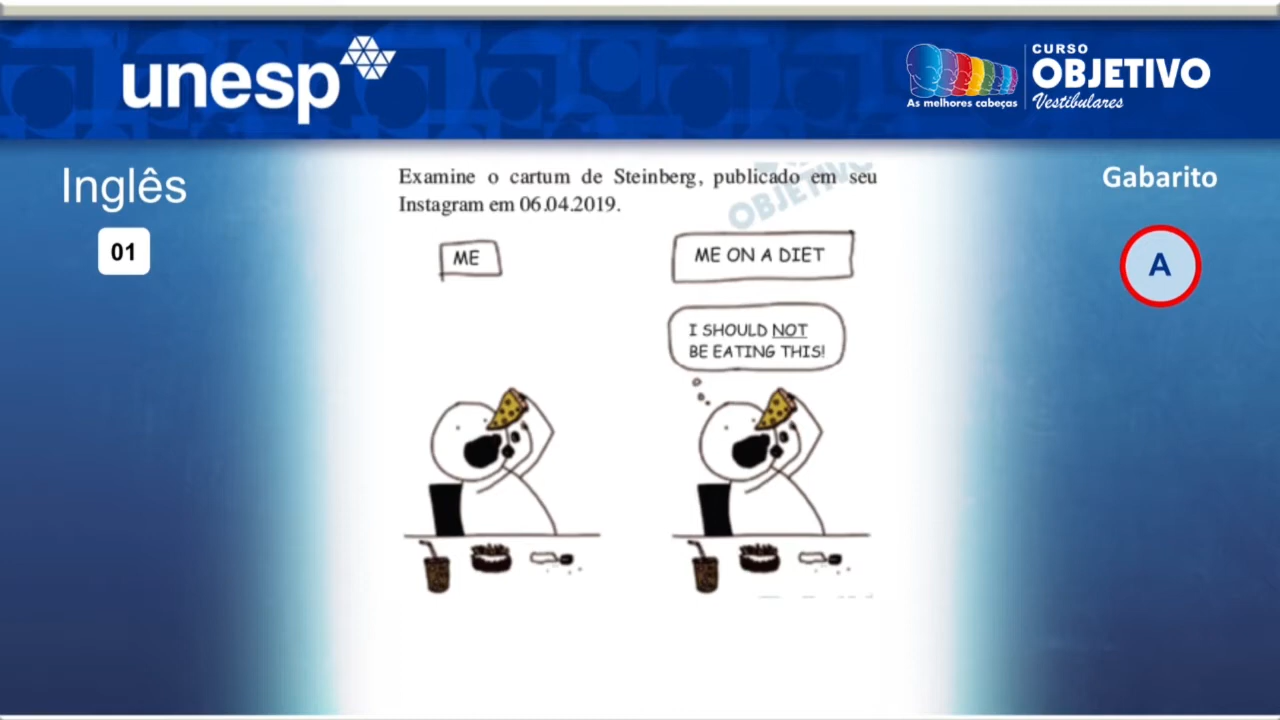 unesp
CURSO
OBJETIVO
Vestibulares
As melhores cabeças
Inglês
01
Gabarito
A
Examine o cartum de Steinberg, publicado em seu
Instagram em 06.04.2019.
OBJETIVO
ME
ME ON A DIET
I SHOULD NOT
BE EATING THIS!